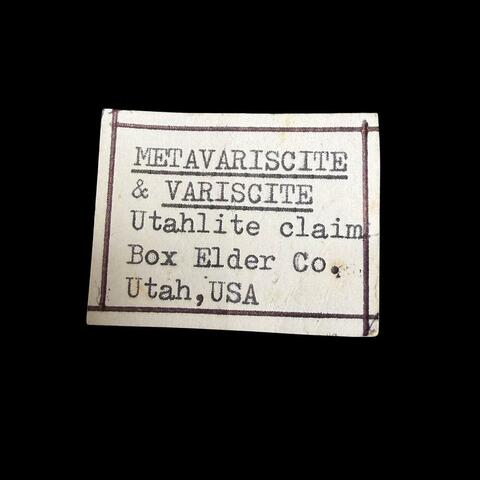 METAVARISCITE
& VARISCITE
Utahlite claim
Box Elder Co.
Utah,USA